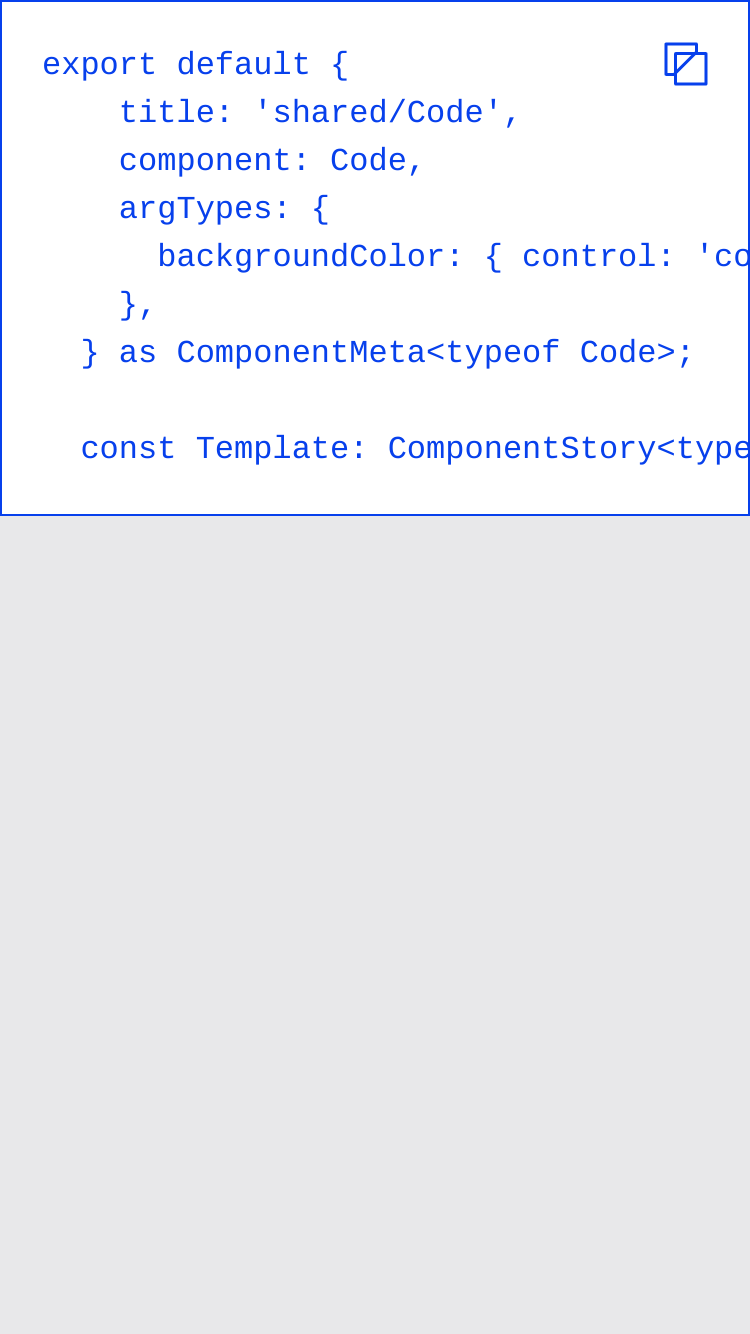 export default {
    title: 'shared/Code',
    component: Code,
    argTypes: {
      backgroundColor: { control: 'co
    },
  } as ComponentMeta<typeof Code>;

  const Template: ComponentStory<type